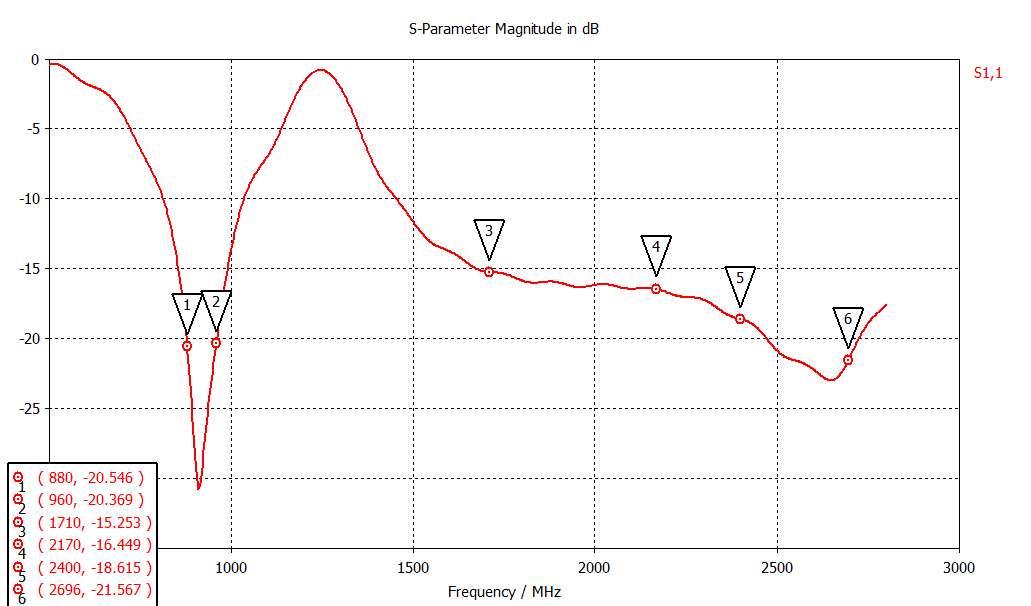 S-Parameter Magnitude in dB
0
S1,1
-5
-10
3
4
-15
5
1
2
6
-20
-25
1 ( 880, -20.546 )
2 ( 960, -20.369 )
3 ( 1710, -15.253 )
4 ( 2170, -16.449 )
5 ( 2400, -18.615 )
6 ( 2696, -21.567 )
1000
1500
2000
2500
3000
Frequency / MHz